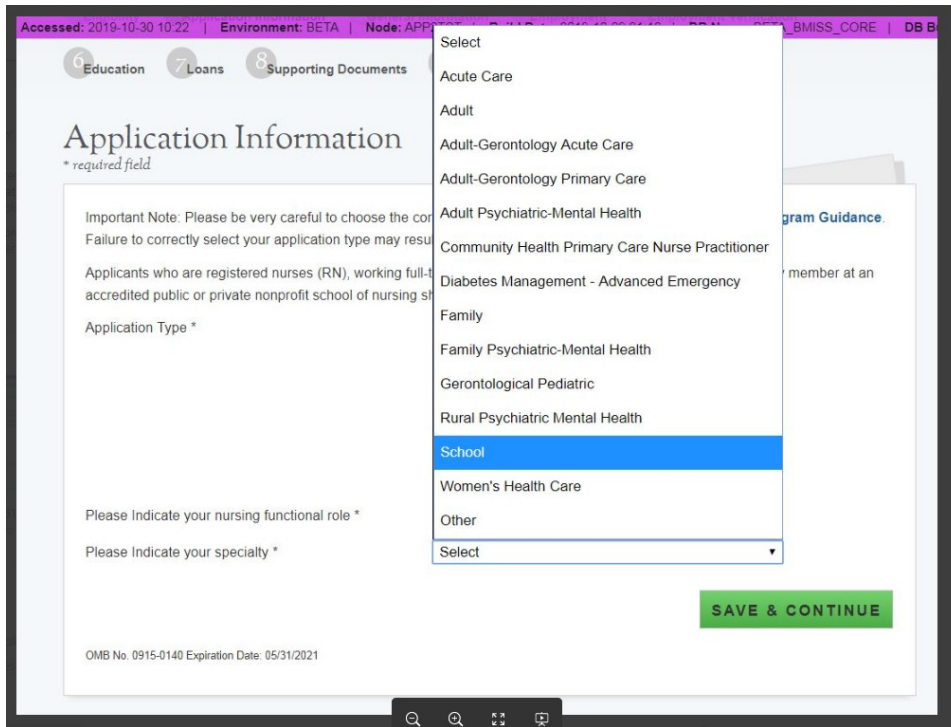 Accessed: 2019-10-30 10:22 | Environment: BETA | Node:
_BMISS_CORE | DB
6 Education 7 Loans 8 Supporting Documents
Application Information
* required field
Important Note: Please be very careful to choose the
gram Guidance.
Failure to correctly select your application type may
Applicants who are registered nurses (RN), working
member at an
accredited public or private nonprofit school of nursing
Application Type *
Select
Acute Care
Adult
Adult-Gerontology Acute Care
Adult-Gerontology Primary Care
Adult Psychiatric-Mental Health
Community Health Primary Care Nurse Practitioner
Diabetes Management - Advanced Emergency
Family
Family Psychiatric-Mental Health
Gerontological Pediatric
Rural Psychiatric Mental Health
School
Women's Health Care
Other
Please Indicate your nursing functional role *
Please Indicate your specialty * Select
SAVE & CONTINUE
OMB No. 0915-0140 Expiration Date: 05/31/2021